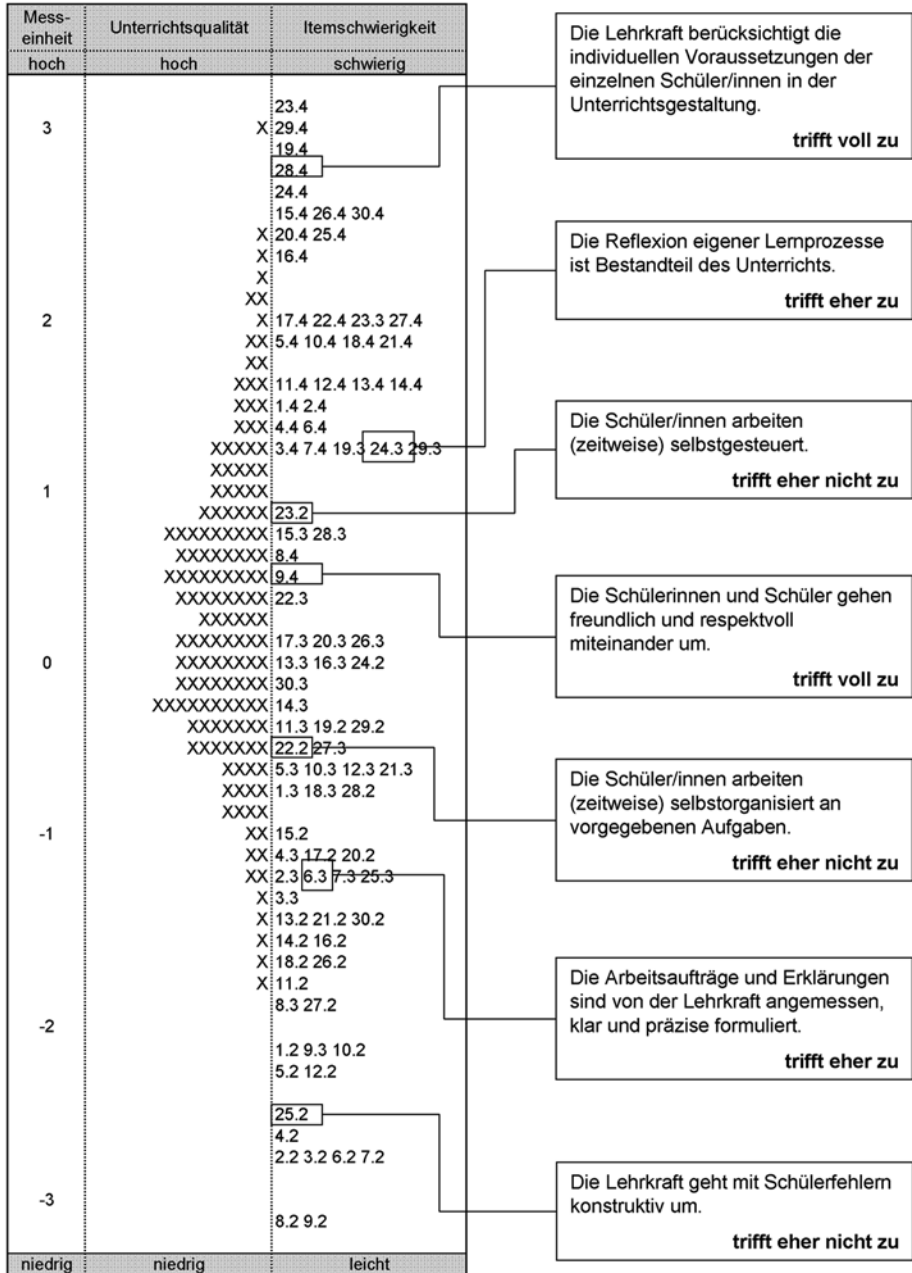 Mess-
einheit Unterrichtsqualität Itemschwierigkeit
hoch hoch schwierig
23.4
3 X 29.4
19.4
28.4
24.4
15.4 26.4 30.4
X 20.4 25.4
X 16.4
X
XX
2 X 17.4 22.4 23.3 27.4
XX 5.4 10.4 18.4 21.4
XX
XXX 11.4 12.4 13.4 14.4
XXX 1.4 2.4
XXX 4.4 6.4
XXXXX 3.4 7.4 19.3 24.3 29.3
XXXXX
1 XXXXX
XXXXXX 23.2
XXXXXXXXX 15.3 28.3
XXXXXXXX 8.4
XXXXXXXXX 9.4
XXXXXXXX 22.3
XXXXXX
XXXXXXXX 17.3 20.3 26.3
0 XXXXXXXX 13.3 16.3 24.2
XXXXXXXX 30.3
XXXXXXXXXX 14.3
XXXXXXX 11.3 19.2 29.2
XXXXXXX 22.2 27.3
XXXX 5.3 10.3 12.3 21.3
XXXX 1.3 18.3 28.2
XXXX
-1 XX 15.2
XX 4.3 17.2 20.2
XX 2.3 6.3 7.3 25.3
X 3.3
X 13.2 21.2 30.2
X 14.2 16.2
X 18.2 26.2
X 11.2
8.3 27.2
-2
1.2 9.3 10.2
5.2 12.2
25.2
4.2
2.2 3.2 6.2 7.2
-3
8.2 9.2
niedrig niedrig leicht
Die Lehrkraft berücksichtigt die
individuellen Voraussetzungen der
einzelnen Schüler/innen in der
Unterrichtsgestaltung.
trifft voll zu
Die Reflexion eigener Lernprozesse
ist Bestandteil des Unterrichts.
trifft eher zu
Die Schüler/innen arbeiten
(zeitweise) selbstgesteuert.
trifft eher nicht zu
Die Schülerinnen und Schüler gehen
freundlich und respektvoll
miteinander um.
trifft voll zu
Die Schüler/innen arbeiten
(zeitweise) selbstorganisiert an
vorgegebenen Aufgaben.
trifft eher nicht zu
Die Arbeitsaufträge und Erklärungen
sind von der Lehrkraft angemessen,
klar und präzise formuliert.
trifft eher zu
Die Lehrkraft geht mit Schülerfehlern
konstruktiv um.
trifft eher nicht zu